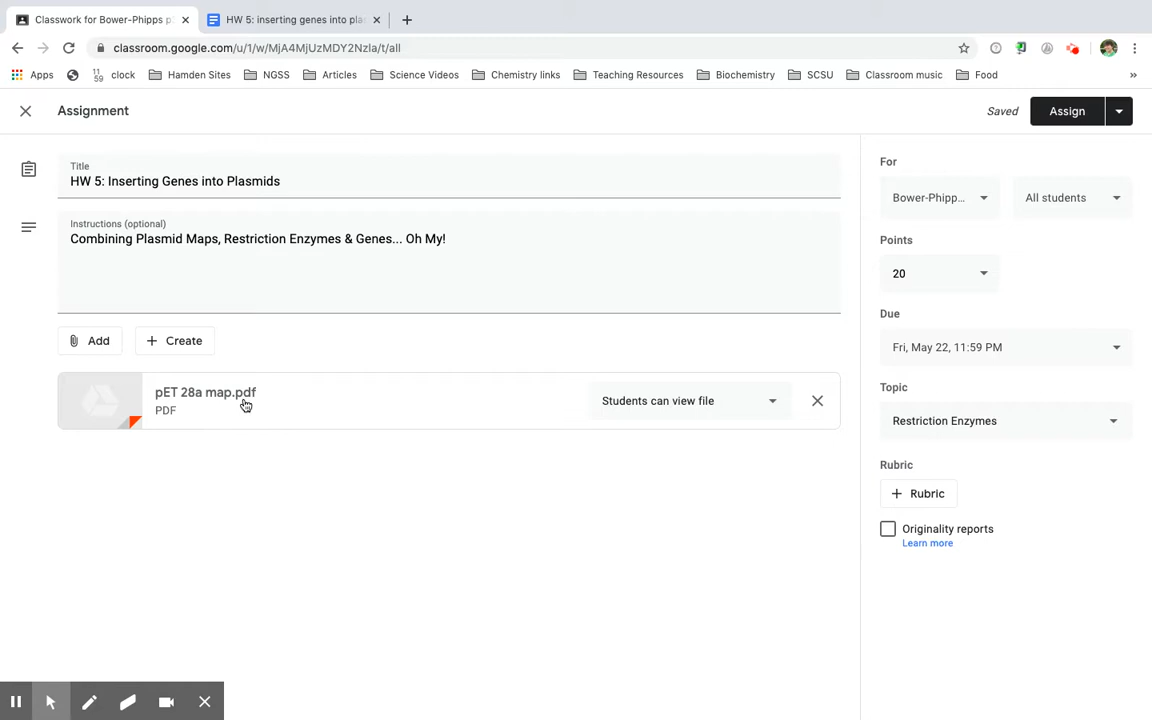 Classwork for Bower-Phipps p
HW 5: inserting genes into pla
classroom.google.com/u/1/w/MjA4MjUzMDY2Nzla/t/all
Apps
11 59 clock
Hamden Sites
NGSS
Articles
Science Videos
Chemistry links
Teaching Resources
Biochemistry
SCSU
Classroom music
Food
»
Assignment
Saved
Assign
Title
HW 5: Inserting Genes into Plasmids
Instructions (optional)
Combining Plasmid Maps, Restriction Enzymes & Genes... Oh My!
Add
Create
pET 28a map.pdf
PDF
Students can view file
For
Bower-Phipp...
All students
Points
20
Due
Fri, May 22, 11:59 PM
Topic
Restriction Enzymes
Rubric
Rubric
Originality reports
Learn more